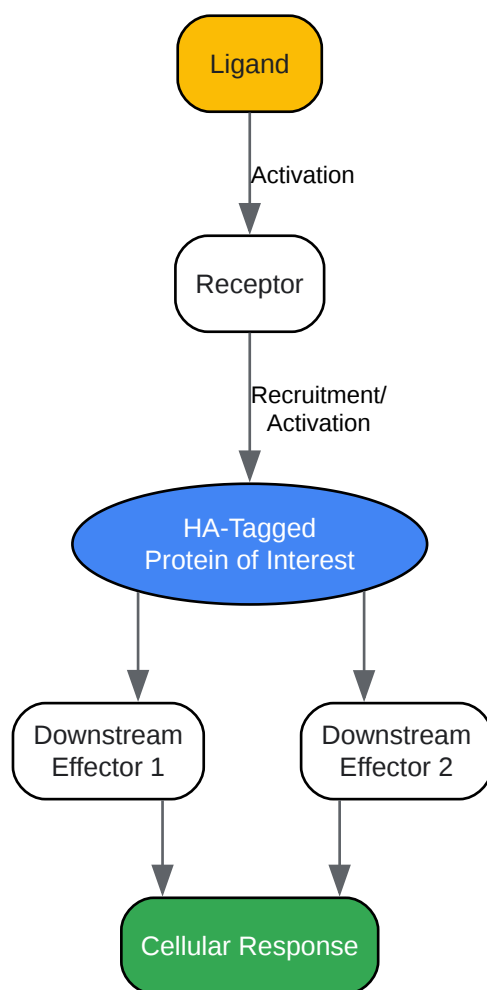 Ligand
Activation
Receptor
Recruitment/
Activation
HA-Tagged
Protein of Interest
Downstream
Effector 1
Downstream
Effector 2
Cellular Response